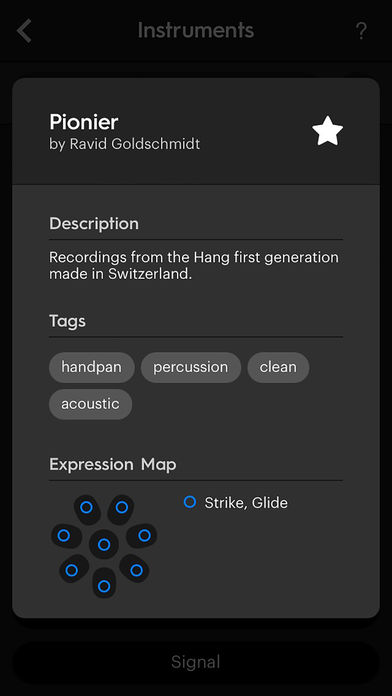 Instruments ?
Pionier
by Ravid Goldschmidt
Description
Recordings from the Hang first generation
made in Switzerland.
Tags
handpan percussion clean
acoustic
Expression Map
Strike, Glide
Signal